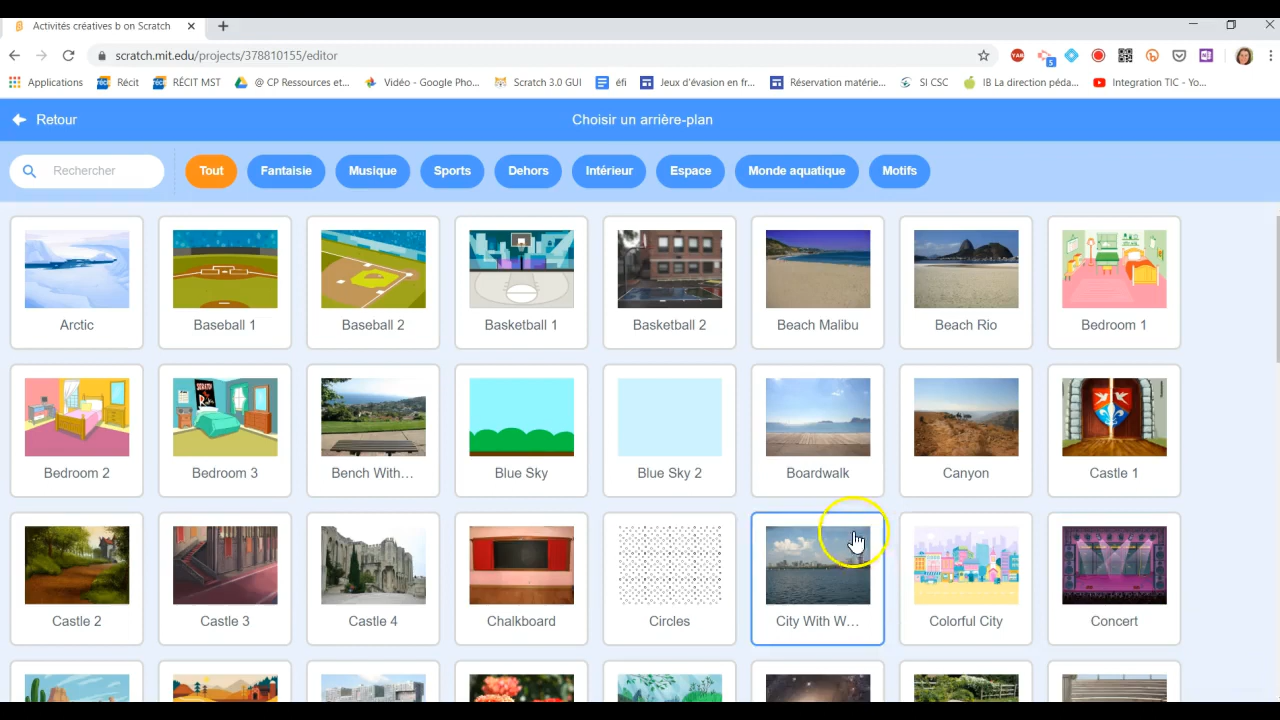 Activités créatives b on Scratch
scratch.mit.edu/projects/378810155/editor
Applications Récit RÉCIT MST @ CP Ressources et... Vidéo - Google Pho... Scratch 3.0 GUI éfi Jeux d'évasion en fr... Réservation matérie... SI CSC IB La direction péda... Integration TIC - Yo...
Retour Choisir un arrière-plan
Rechercher Tout Fantaisie Musique Sports Dehors Intérieur Espace Monde aquatique Motifs
Arctic Baseball 1 Baseball 2 Basketball 1 Basketball 2 Beach Malibu Beach Rio Bedroom 1
Bedroom 2 Bedroom 3 Bench With... Blue Sky Blue Sky 2 Boardwalk Canyon Castle 1
Castle 2 Castle 3 Castle 4 Chalkboard Circles City With W... Colorful City Concert